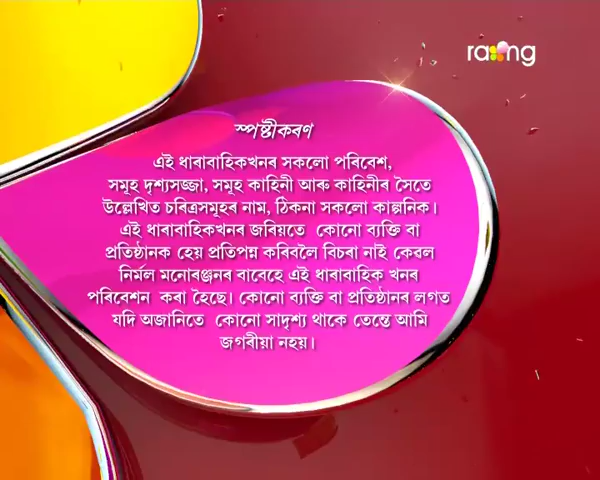 raang
স্পষ্টীকৰণ
এই ধাৰাবাহিকখনৰ সকলো পৰিবেশ,
সমূহ দৃশ্যসজ্জা, সমূহ কাহিনী আৰু কাহিনীৰ সৈতে
উল্লেখিত চৰিত্ৰসমূহৰ নাম, ঠিকনা সকলো কাল্পনিক।
এই ধাৰাবাহিকখনৰ জৰিয়তে কোনো ব্যক্তি বা
প্ৰতিষ্ঠানক হেয় প্ৰতিপন্ন কৰিবলৈ বিচৰা নাই কেৱল
নিৰ্মল মনোৰঞ্জনৰ বাবেহে এই ধাৰাবাহিক খনৰ
পৰিবেশন কৰা হৈছে। কোনো ব্যক্তি বা প্ৰতিষ্ঠানৰ লগত
যদি অজানিতে কোনো সাদৃশ্য থাকে তেন্তে আমি
জগৰীয়া নহয়।